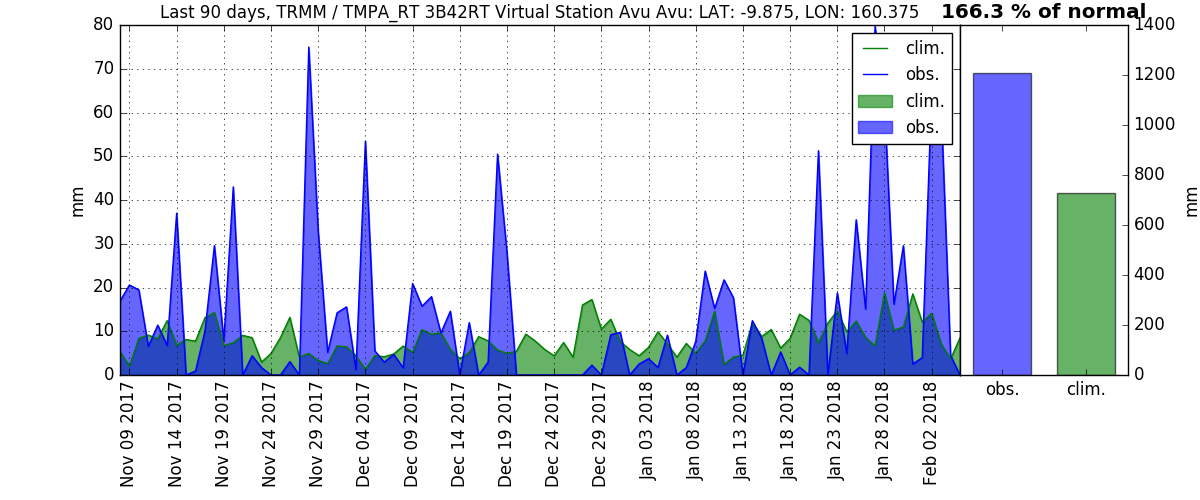 Last 90 days, TRMM / TMPA_RT 3B42RT Virtual Station Avu Avu: LAT: -9.875, LON: 160.375
166.3 % of normal
80
70
60
50
40
30
20
10
0
mm
clim.
obs.
clim.
obs.
1400
1200
1000
800
600
400
200
0
mm
Nov 09 2017
Nov 14 2017
Nov 19 2017
Nov 24 2017
Nov 29 2017
Dec 04 2017
Dec 09 2017
Dec 14 2017
Dec 19 2017
Dec 24 2017
Dec 29 2017
Jan 03 2018
Jan 08 2018
Jan 13 2018
Jan 18 2018
Jan 23 2018
Jan 28 2018
Feb 02 2018
obs.
clim.